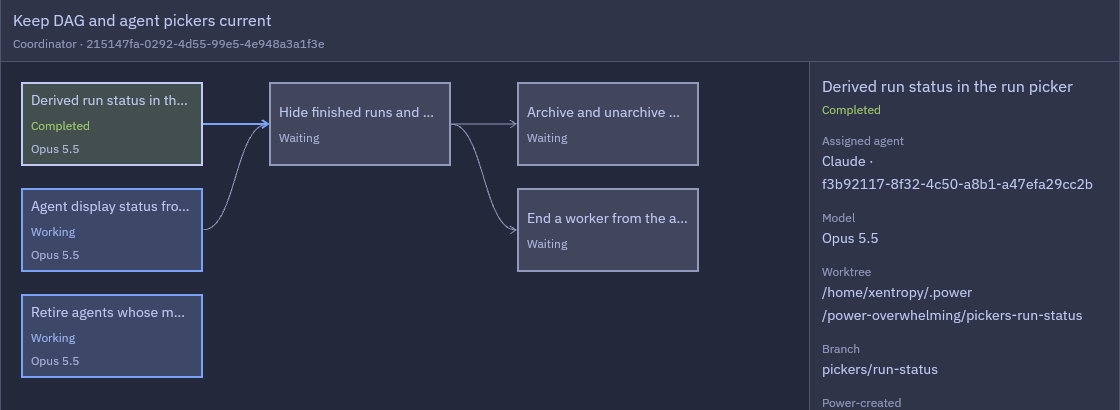 Keep DAG and agent pickers current
Coordinator · 215147fa-0292-4d55-99e5-4e948a3a1f3e
Derived run status in th...
Completed
Opus 5.5
Agent display status fro...
Working
Opus 5.5
Retire agents whose m...
Working
Opus 5.5
Hide finished runs and ...
Waiting
Archive and unarchive ...
Waiting
End a worker from the a...
Waiting
Derived run status in the run picker
Completed
Assigned agent
Claude ·
f3b92117-8f32-4c50-a8b1-a47efa29cc2b
Model
Opus 5.5
Worktree
/home/xentropy/.power
/power-overwhelming/pickers-run-status
Branch
pickers/run-status
Power-created